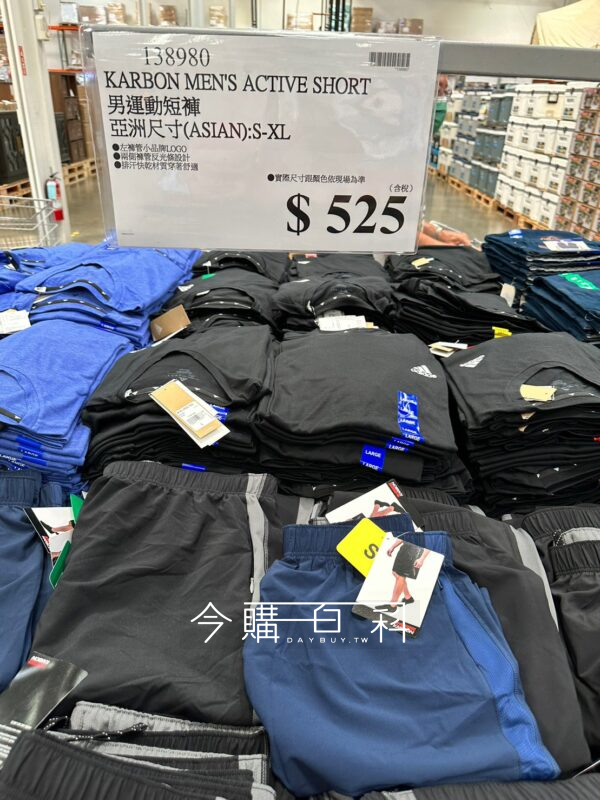 138980
KARBON MEN'S ACTIVE SHORT
男運動短褲
亞洲尺寸(ASIAN):S-XL
●左褲管小品牌LOGO
●兩側褲管反光條設計
●排汗快乾材質穿著舒適
●實際尺寸跟顏色依現場為準
(含稅)
$ 525
adidas
LARGE
LARGE
LARGE
LARGE
S
今購百科
DAYBUY.TW